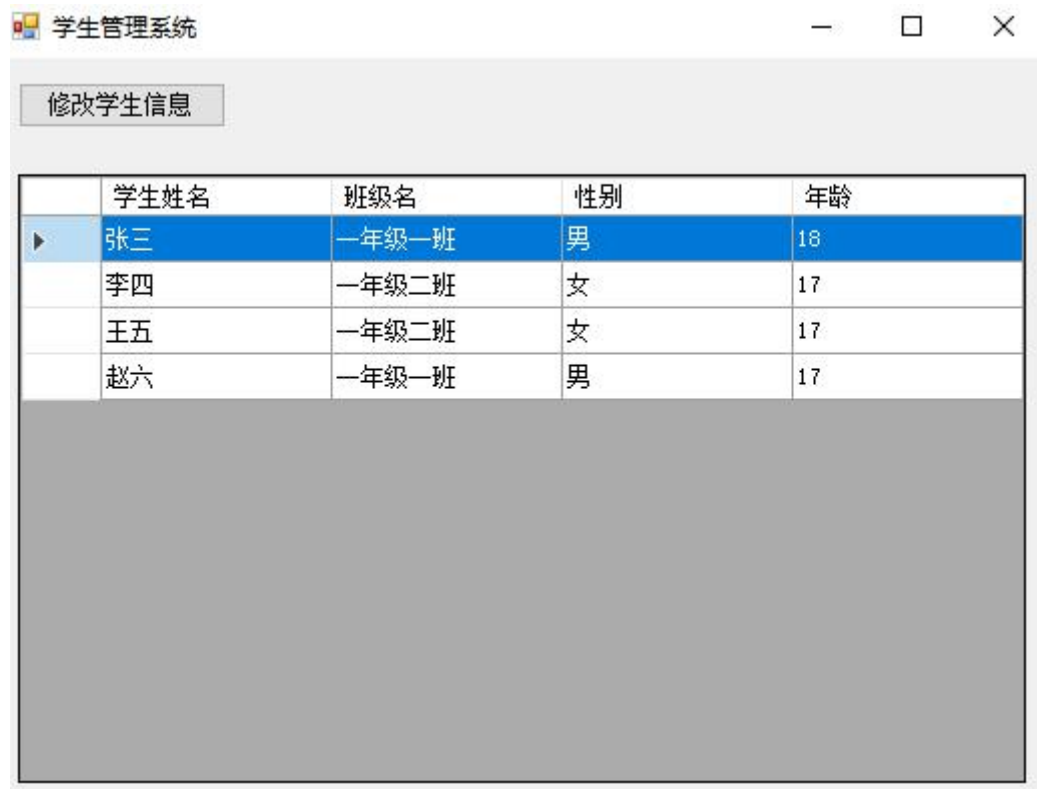 学生管理系统
修改学生信息
学生姓名 班级名 性别 年龄
张三 一年级一班 男 18
李四 一年级二班 女 17
王五 一年级二班 女 17
赵六 一年级一班 男 17